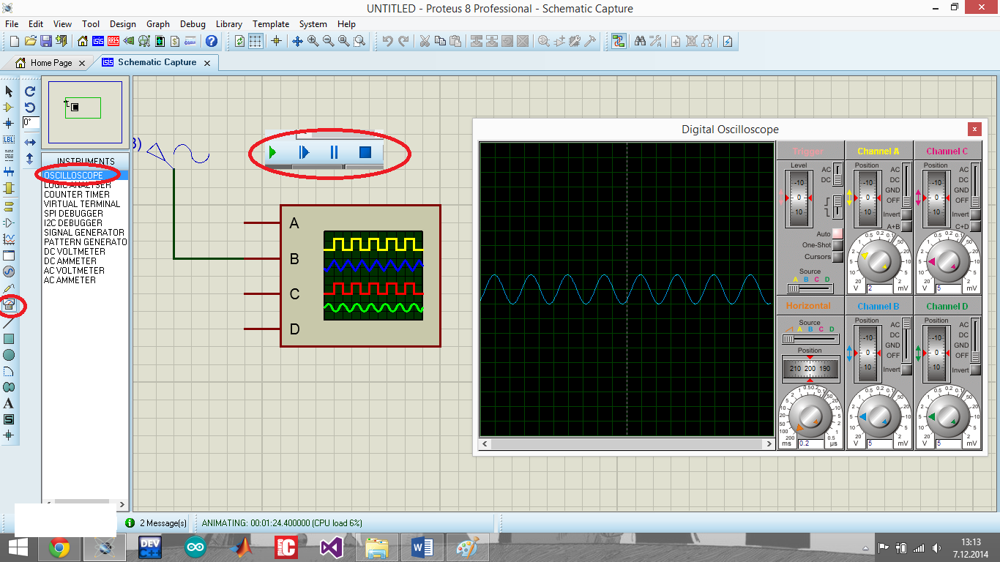 UNTITLED - Proteus 8 Professional - Schematic Capture
File Edit View Tool Design Graph Debug Library Template System Help
Home Page
Schematic Capture
0°
LBL
INSTRUMENTS
OSCILLOSCOPE
LOGIC ANALYSER
COUNTER TIMER
VIRTUAL TERMINAL
SPI DEBUGGER
I2C DEBUGGER
SIGNAL GENERATOR
PATTERN GENERATO
DC VOLTMETER
DC AMMETER
AC VOLTMETER
AC AMMETER
A
S
A
B
C
D
Digital Oscilloscope
Trigger
Level
-10
0
10
AC
DC
Auto
One-Shot
Cursors
Source
A B C D
Channel A
Position
-10
0
10
AC
DC
GND
OFF
Invert
A+B
V 2 mV
Channel C
Position
-10
0
10
AC
DC
GND
OFF
Invert
C+D
V 5 mV
Horizontal
Source
A B C D
Position
210 200 190
ms 0.2 µs
Channel B
Position
-10
0
10
AC
DC
GND
OFF
Invert
V 5 mV
Channel D
Position
-10
0
10
AC
DC
GND
OFF
Invert
V 5 mV
2 Message(s)
ANIMATING: 00:01:24.400000 (CPU load 6%)
DEV
C++
13:13
7.12.2014